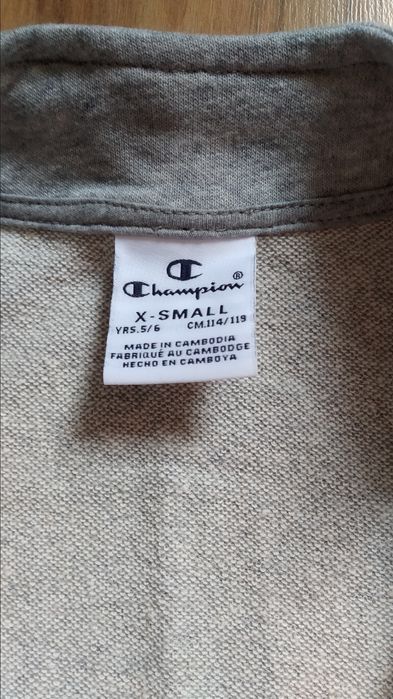 Champion®
X-SMALL
YRS.5/6 CM.114/119
MADE IN CAMBODIA
FABRIQUÉ AU CAMBODGE
HECHO EN CAMBOYA